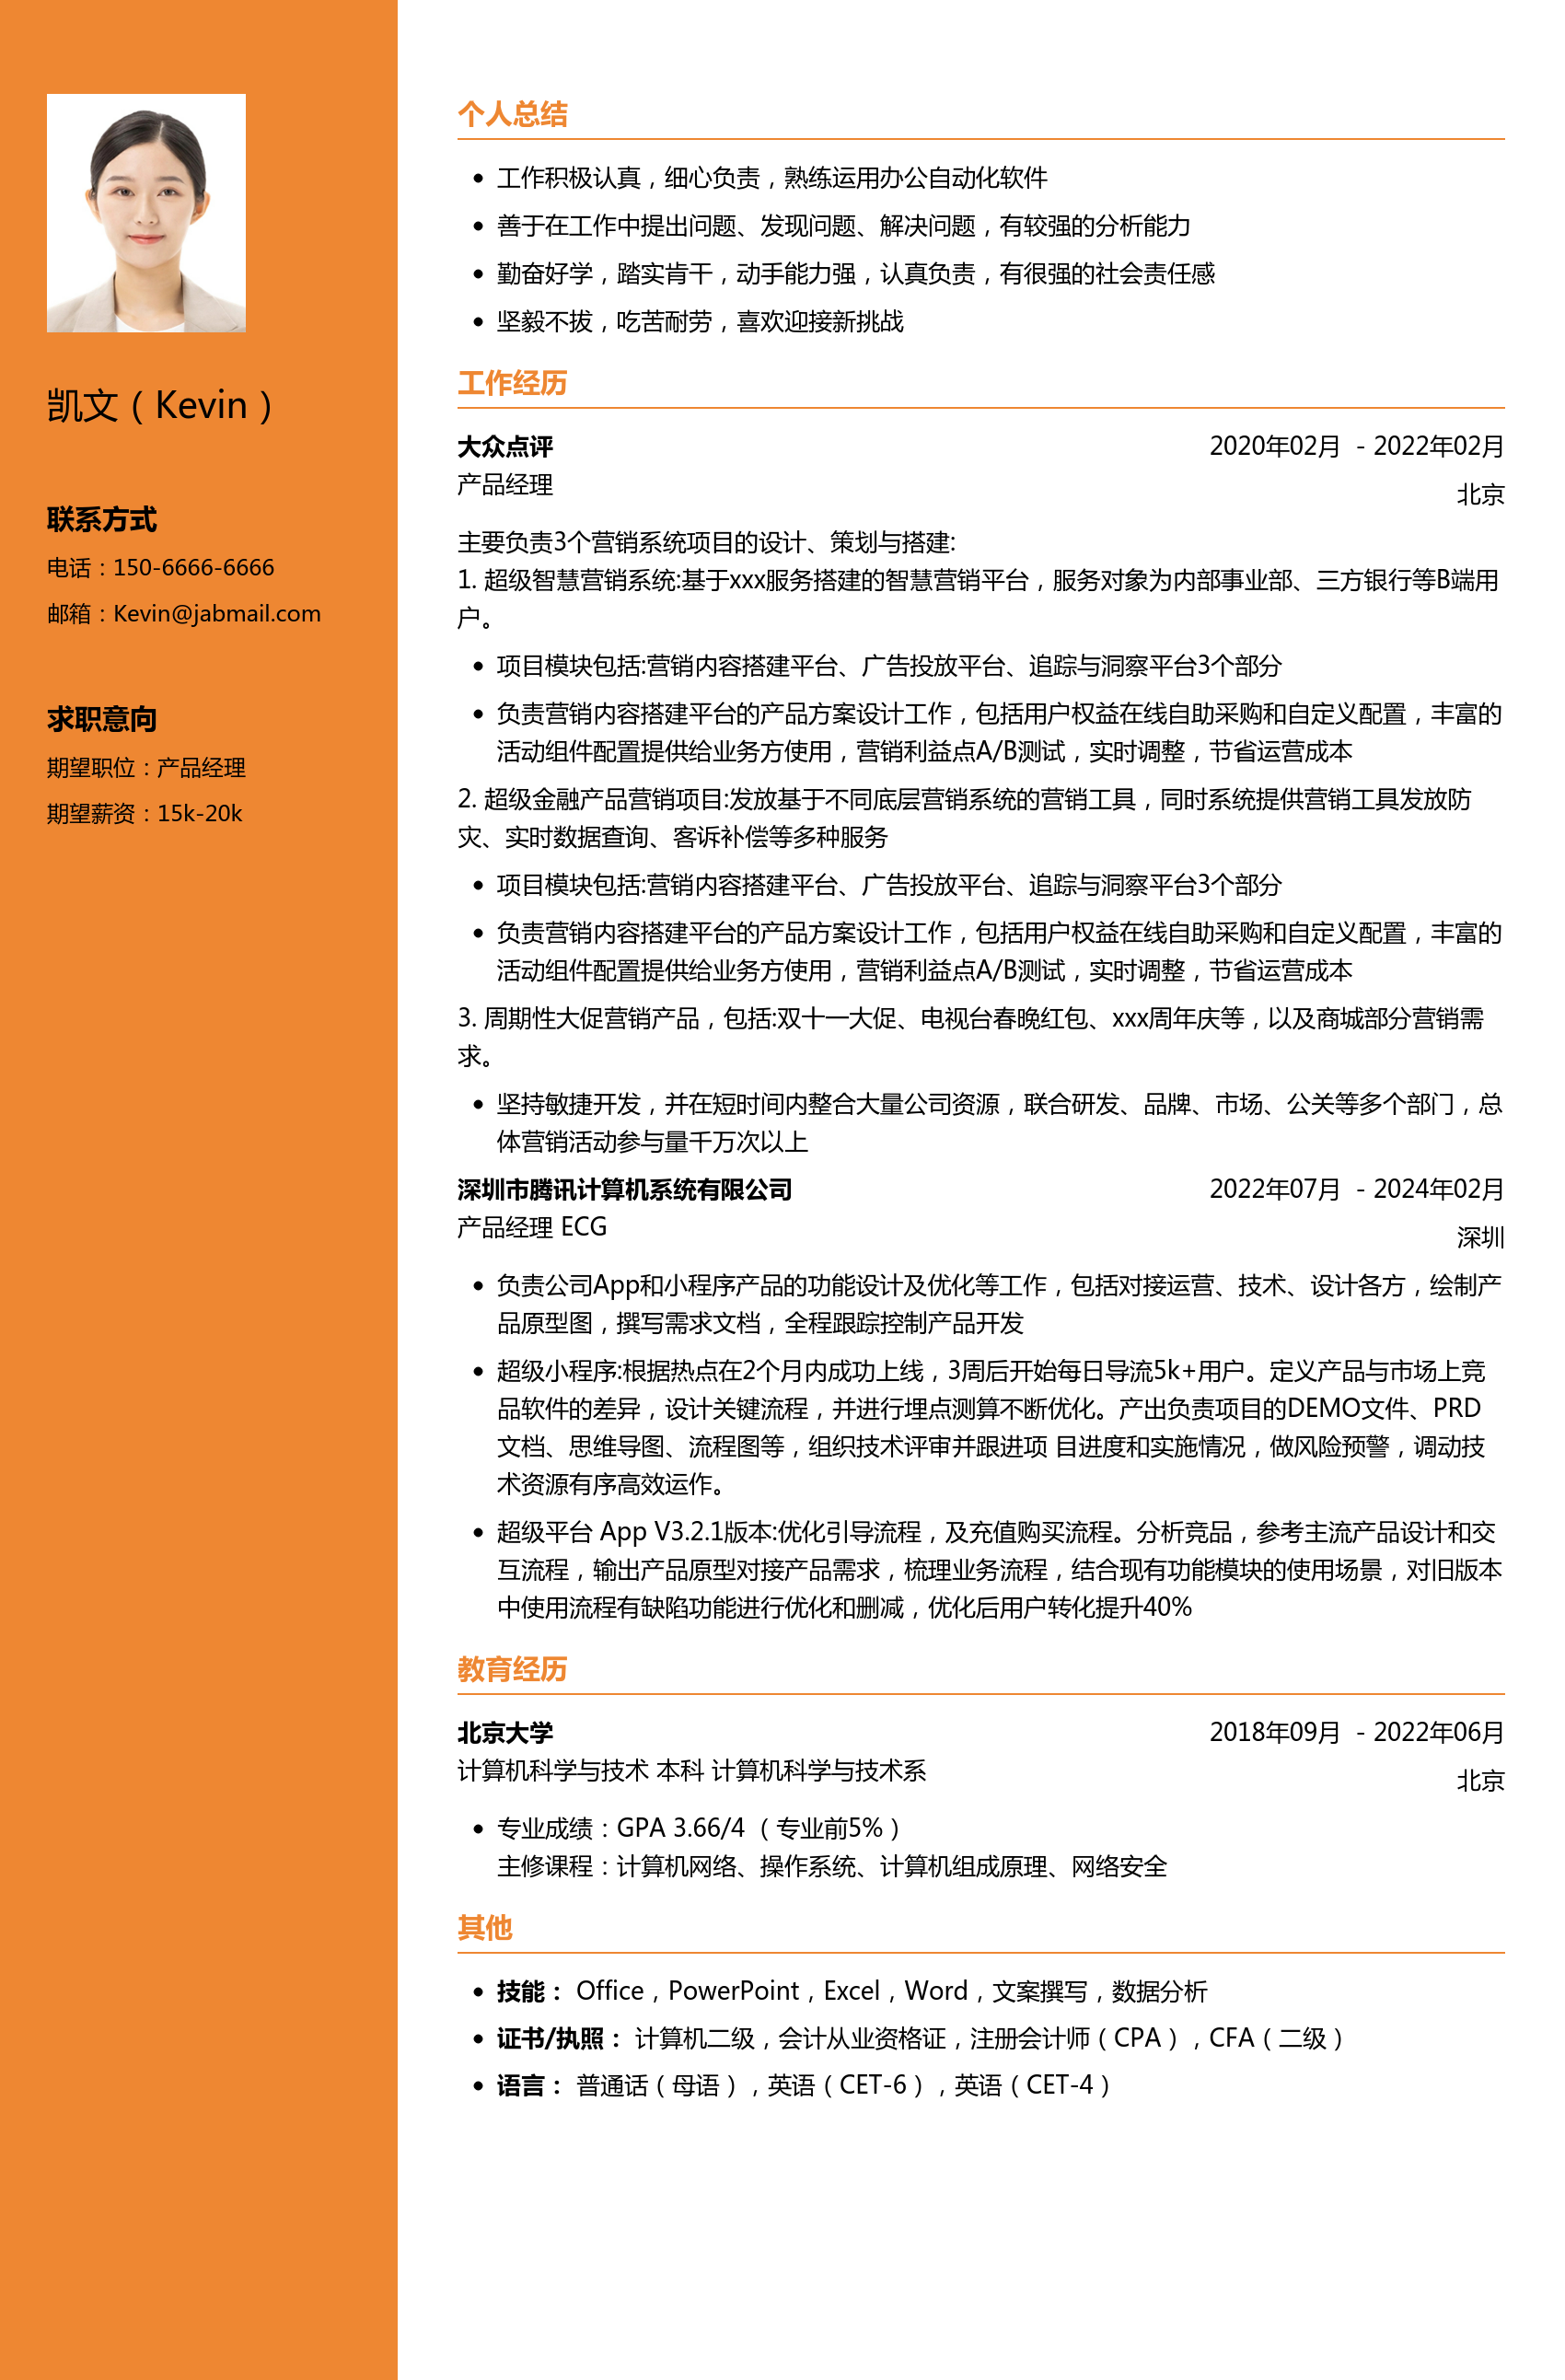 凯文（Kevin）
联系方式
电话：150-6666-6666
邮箱：Kevin@jabmail.com
求职意向
期望职位：产品经理
期望薪资：15k-20k
个人总结
工作积极认真，细心负责，熟练运用办公自动化软件
善于在工作中提出问题、发现问题、解决问题，有较强的分析能力
勤奋好学，踏实肯干，动手能力强，认真负责，有很强的社会责任感
坚毅不拔，吃苦耐劳，喜欢迎接新挑战
工作经历
大众点评 2020年02月 - 2022年02月
产品经理 北京
主要负责3个营销系统项目的设计、策划与搭建:
1. 超级智慧营销系统:基于xxx服务搭建的智慧营销平台，服务对象为内部事业部、三方银行等B端用
户。
项目模块包括:营销内容搭建平台、广告投放平台、追踪与洞察平台3个部分
负责营销内容搭建平台的产品方案设计工作，包括用户权益在线自助采购和自定义配置，丰富的
活动组件配置提供给业务方使用，营销利益点A/B测试，实时调整，节省运营成本
2. 超级金融产品营销项目:发放基于不同底层营销系统的营销工具，同时系统提供营销工具发放防
灾、实时数据查询、客诉补偿等多种服务
项目模块包括:营销内容搭建平台、广告投放平台、追踪与洞察平台3个部分
负责营销内容搭建平台的产品方案设计工作，包括用户权益在线自助采购和自定义配置，丰富的
活动组件配置提供给业务方使用，营销利益点A/B测试，实时调整，节省运营成本
3. 周期性大促营销产品，包括:双十一大促、电视台春晚红包、xxx周年庆等，以及商城部分营销需
求。
坚持敏捷开发，并在短时间内整合大量公司资源，联合研发、品牌、市场、公关等多个部门，总
体营销活动参与量千万次以上
深圳市腾讯计算机系统有限公司 2022年07月 - 2024年02月
产品经理 ECG 深圳
负责公司App和小程序产品的功能设计及优化等工作，包括对接运营、技术、设计各方，绘制产
品原型图，撰写需求文档，全程跟踪控制产品开发
超级小程序:根据热点在2个月内成功上线，3周后开始每日导流5k+用户。定义产品与市场上竞
品软件的差异，设计关键流程，并进行埋点测算不断优化。产出负责项目的DEMO文件、PRD
文档、思维导图、流程图等，组织技术评审并跟进项 目进度和实施情况，做风险预警，调动技
术资源有序高效运作。
超级平台 App V3.2.1版本:优化引导流程，及充值购买流程。分析竞品，参考主流产品设计和交
互流程，输出产品原型对接产品需求，梳理业务流程，结合现有功能模块的使用场景，对旧版本
中使用流程有缺陷功能进行优化和删减，优化后用户转化提升40%
教育经历
北京大学 2018年09月 - 2022年06月
计算机科学与技术 本科 计算机科学与技术系 北京
专业成绩：GPA 3.66/4 （专业前5%）
主修课程：计算机网络、操作系统、计算机组成原理、网络安全
其他
技能： Office，PowerPoint，Excel，Word，文案撰写，数据分析
证书/执照： 计算机二级，会计从业资格证，注册会计师（CPA），CFA（二级）
语言： 普通话（母语），英语（CET-6），英语（CET-4）